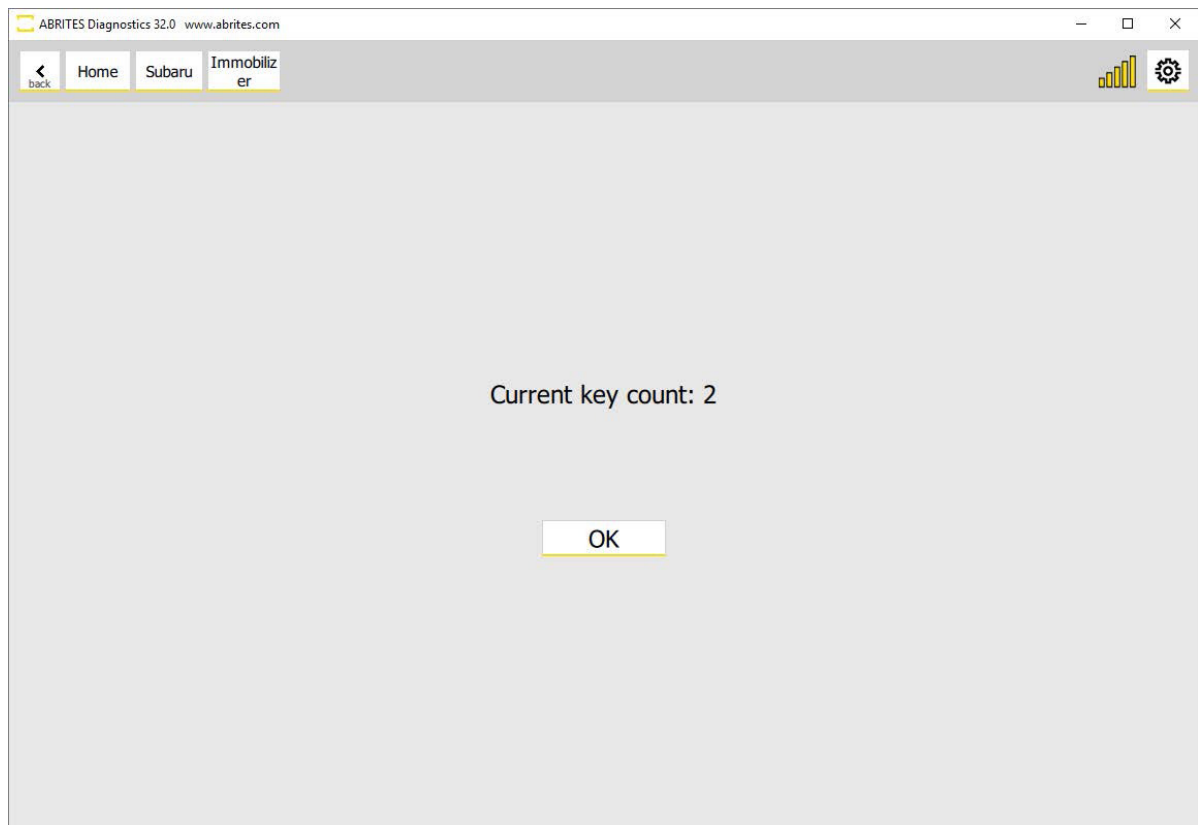 ABRITES Diagnostics 32.0 www.abrites.com
back
Home
Subaru
Immobiliz
er
Current key count: 2
OK